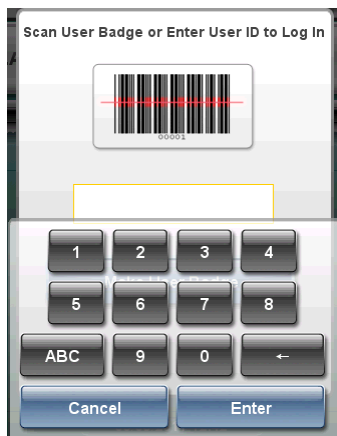 Scan User Badge or Enter User ID to Log In
00001
1 2 3 4
5 6 7 8
ABC 9 0 ←
Cancel Enter